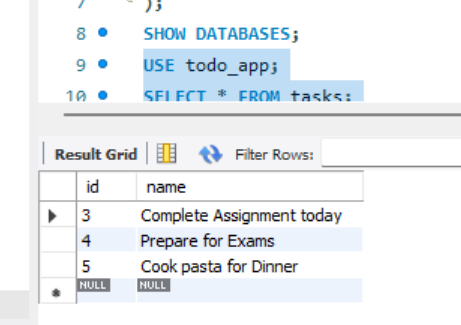 7 );
8 SHOW DATABASES;
9 USE todo_app;
10 SELECT * FROM tasks;
Result Grid Filter Rows:
id name
3 Complete Assignment today
4 Prepare for Exams
5 Cook pasta for Dinner
NULL NULL